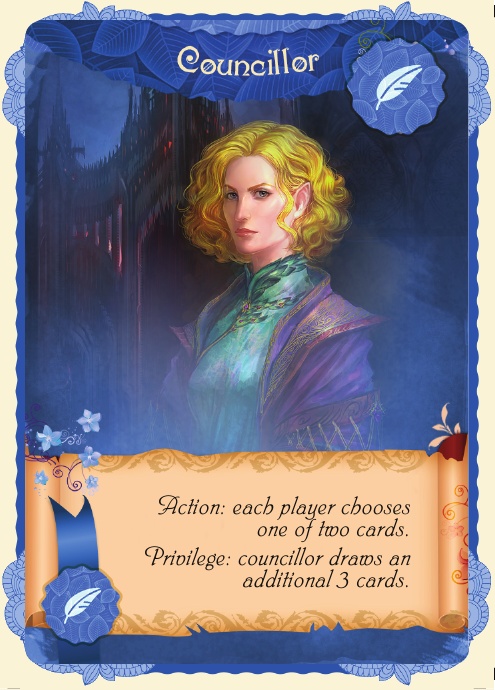 Councillor
Action: each player chooses
one of two cards.
Privilege: councillor draws an
additional 3 cards.